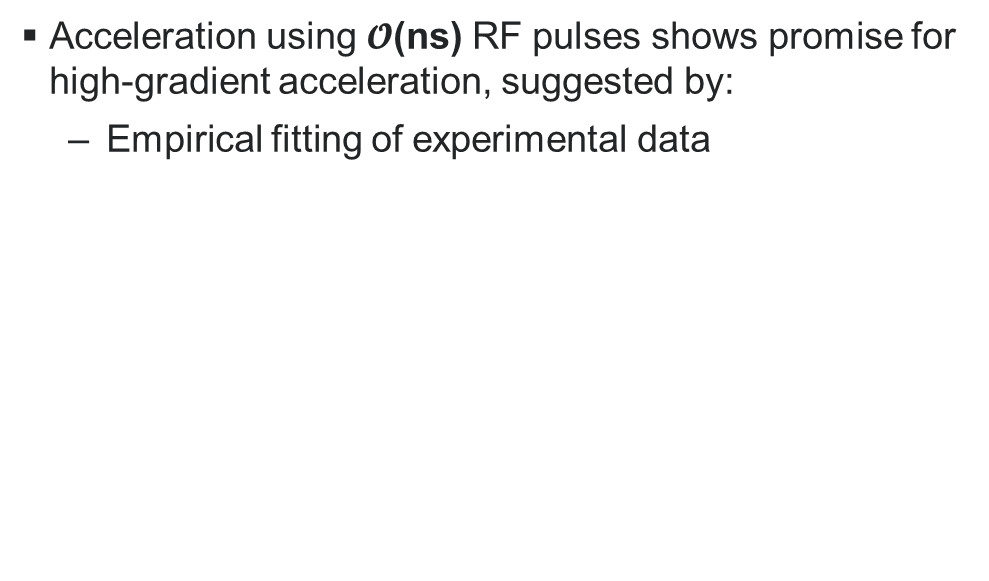 ▪ Acceleration using 𝓞(ns) RF pulses shows promise for
high-gradient acceleration, suggested by:
– Empirical fitting of experimental data